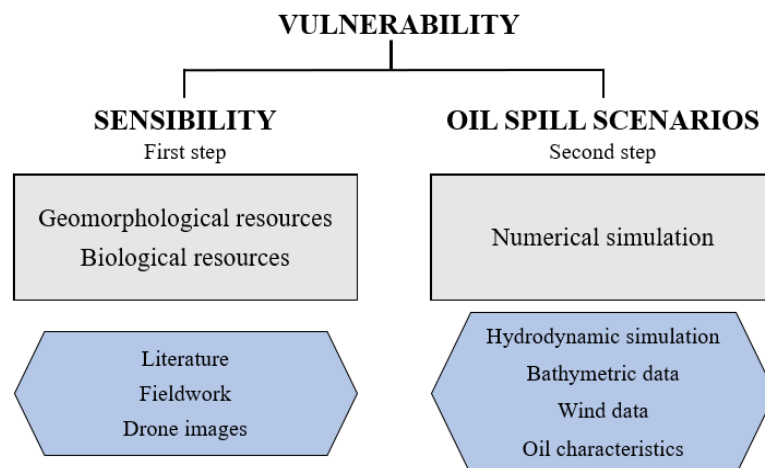 VULNERABILITY
SENSIBILITY
First step
Geomorphological resources
Biological resources
Literature
Fieldwork
Drone images
OIL SPILL SCENARIOS
Second step
Numerical simulation
Hydrodynamic simulation
Bathymetric data
Wind data
Oil characteristics